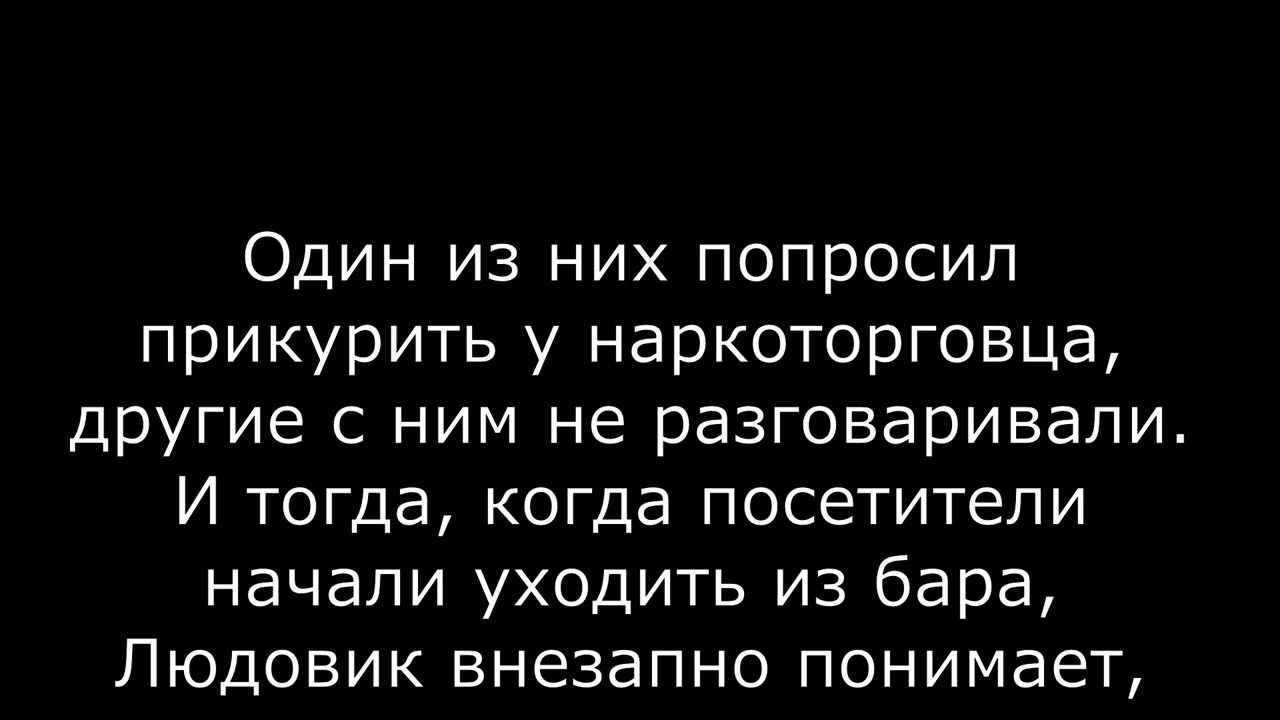 Один из них попросил
прикурить у наркоторговца,
другие с ним не разговаривали.
И тогда, когда посетители
начали уходить из бара,
Людовик внезапно понимает,